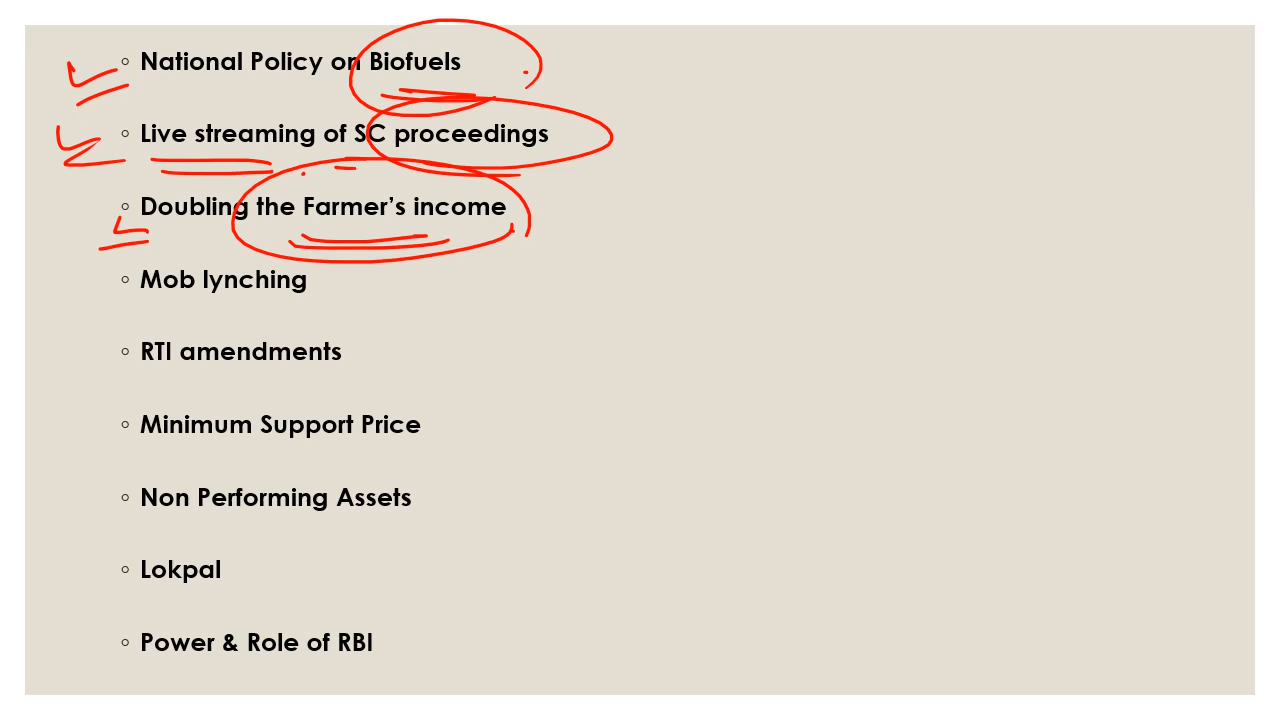 ◦ National Policy on Biofuels
◦ Live streaming of SC proceedings
◦ Doubling the Farmer’s income
◦ Mob lynching
◦ RTI amendments
◦ Minimum Support Price
◦ Non Performing Assets
◦ Lokpal
◦ Power & Role of RBI